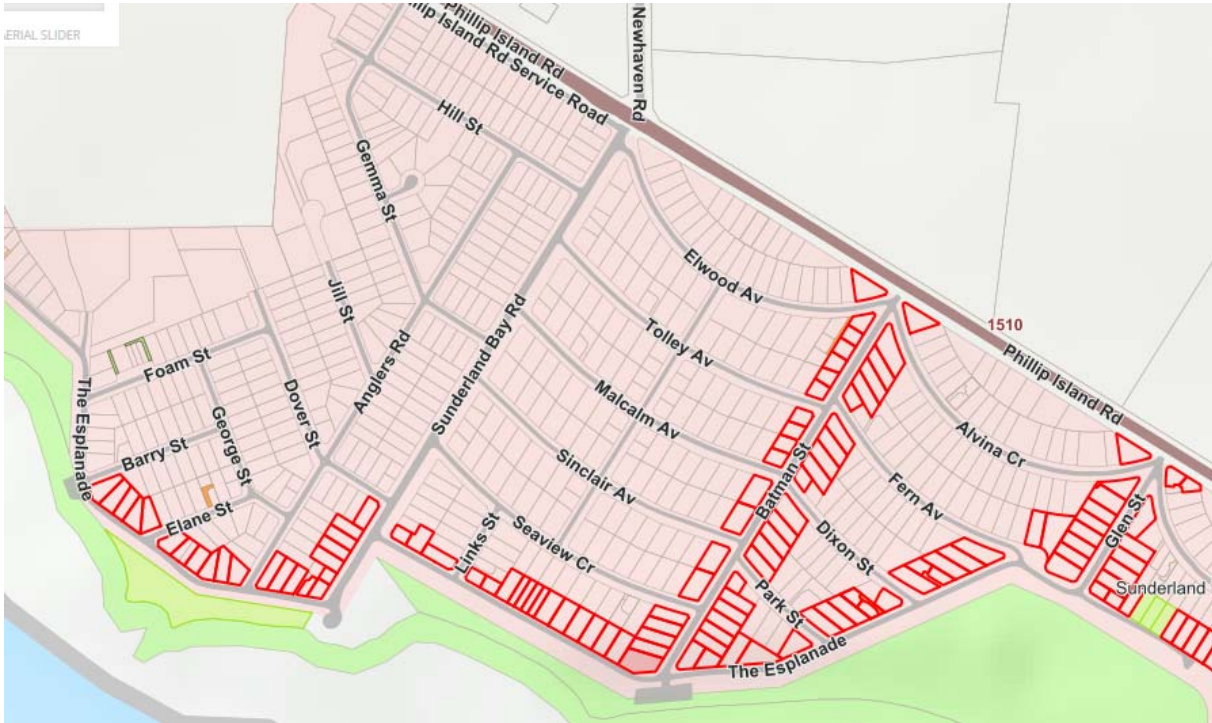 AERIAL SLIDER
Phillip Island Rd
Phillip Island Rd Service Road
Newhaven Rd
Hill St
Gemma St
Elwood Av
Jill St
Tolley Av
1510
Phillip Island Rd
Foam St
Anglers Rd
Sunderland Bay Rd
Malcalm Av
The Esplanade
George St
Dover St
Alvina Cr
Barry St
Sinclair Av
Batman St
Fern Av
Elane St
Links St
Seaview Cr
Dixon St
Glen St
Park St
Sunderland
The Esplanade